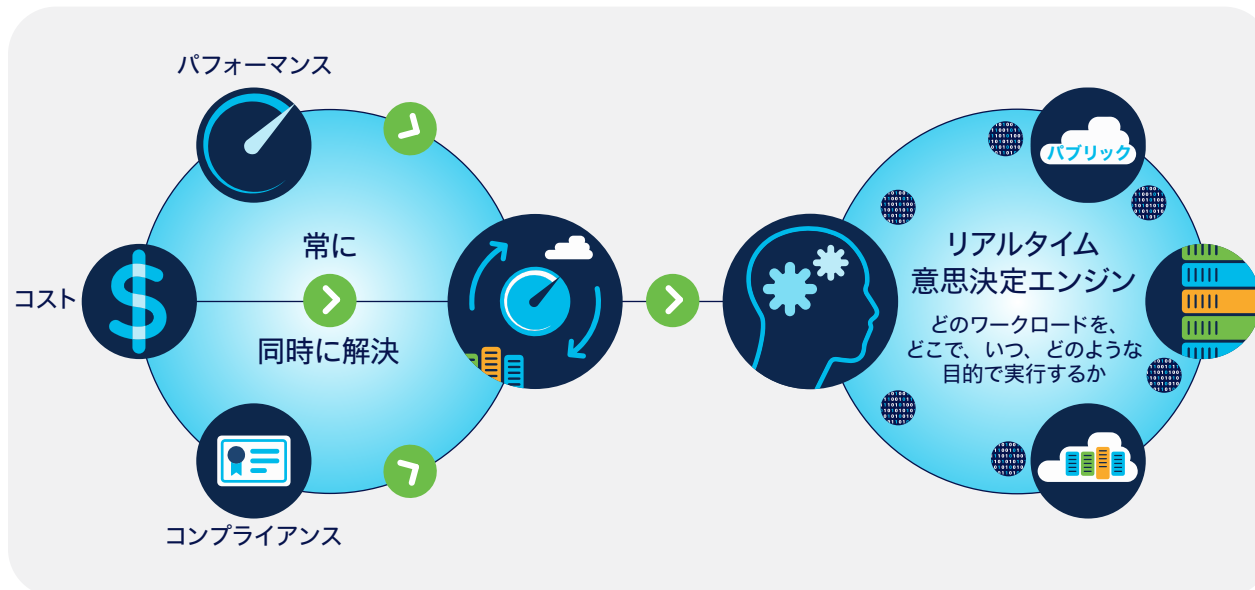 パフォーマンス
コスト
常に
同時に解決
コンプライアンス
パブリック
リアルタイム
意思決定エンジン
どのワークロードを、
どこで、いつ、どのような
目的で実行するか